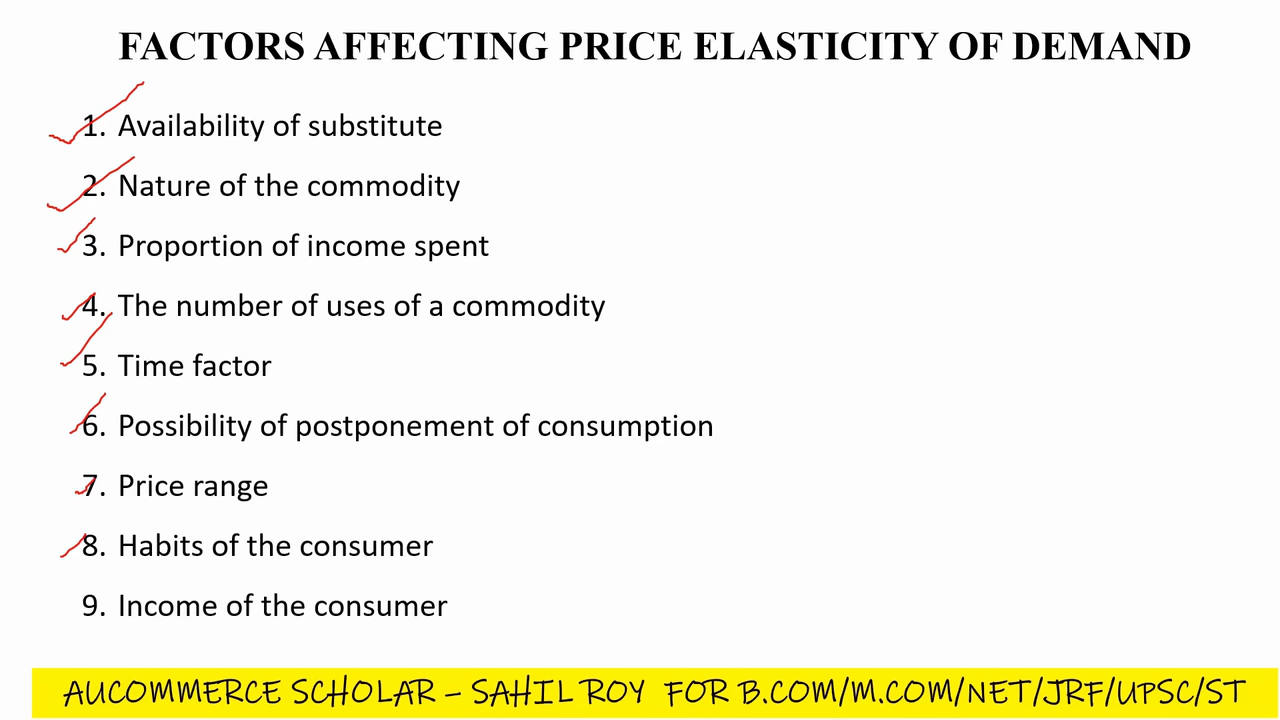 FACTORS AFFECTING PRICE ELASTICITY OF DEMAND
1. Availability of substitute
2. Nature of the commodity
3. Proportion of income spent
4. The number of uses of a commodity
5. Time factor
6. Possibility of postponement of consumption
7. Price range
8. Habits of the consumer
9. Income of the consumer
AUCOMMERCE SCHOLAR – SAHIL ROY FOR B.COM/M.COM/NET/JRF/UPSC/ST